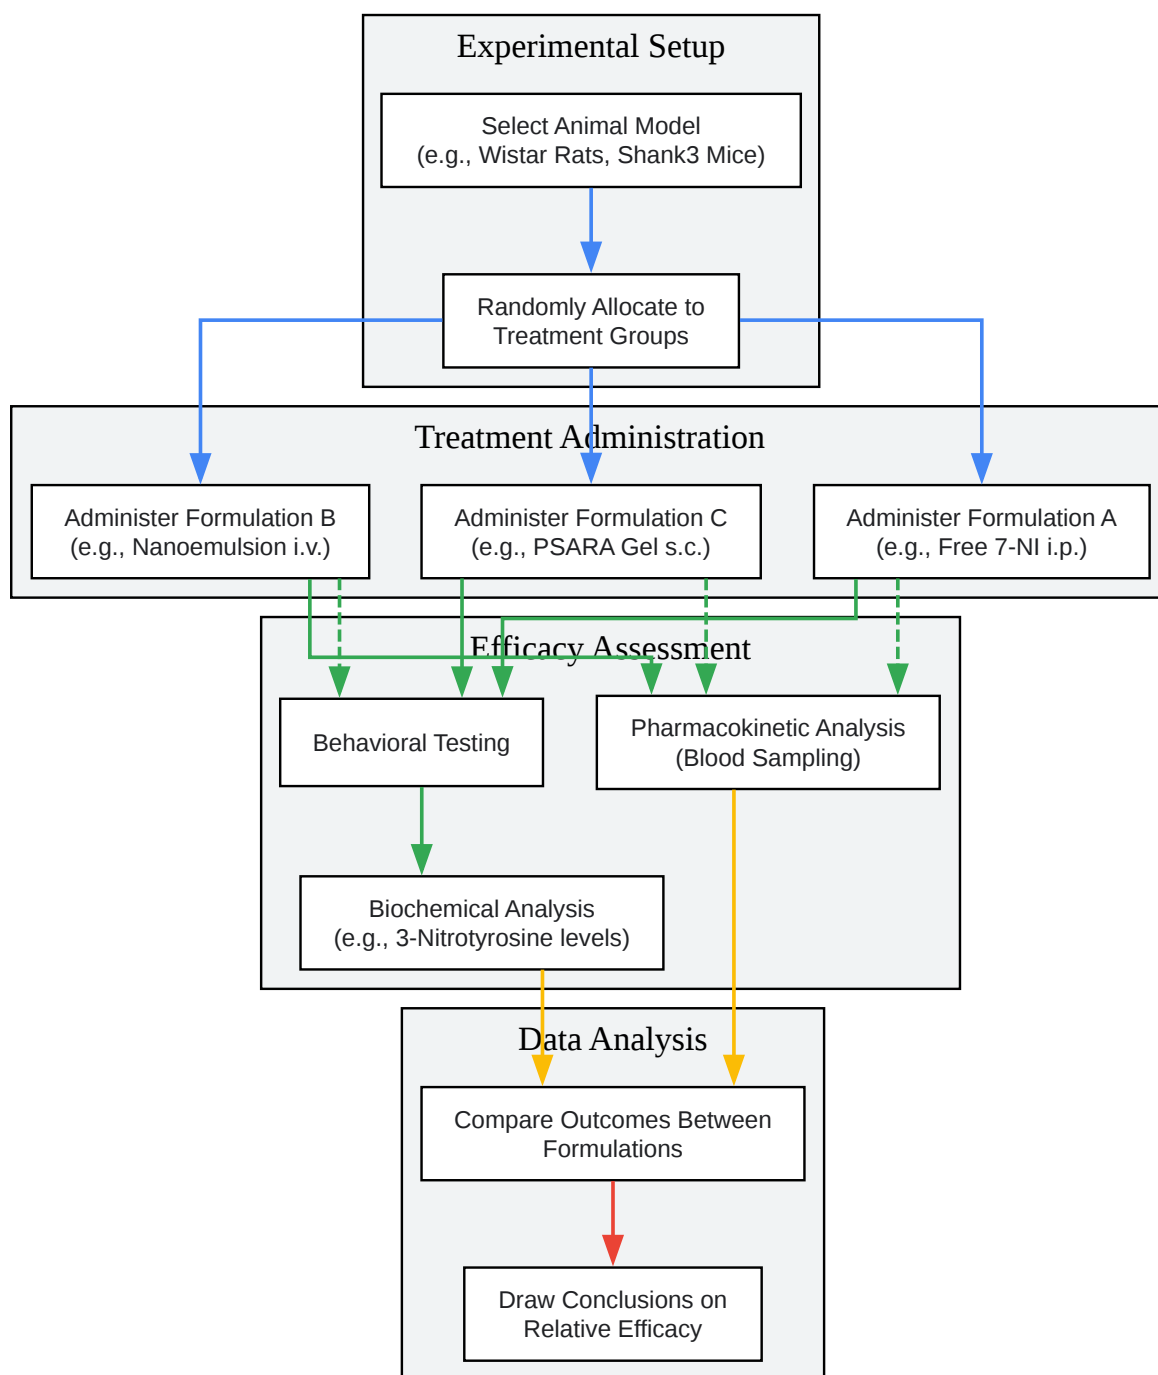 Experimental Setup
Select Animal Model
(e.g., Wistar Rats, Shank3 Mice)
Randomly Allocate to
Treatment Groups
Treatment Administration
Administer Formulation B
(e.g., Nanoemulsion i.v.)
Administer Formulation C
(e.g., PSARA Gel s.c.)
Administer Formulation A
(e.g., Free 7-NI i.p.)
Efficacy Assessment
Behavioral Testing
Pharmacokinetic Analysis
(Blood Sampling)
Biochemical Analysis
(e.g., 3-Nitrotyrosine levels)
Data Analysis
Compare Outcomes Between
Formulations
Draw Conclusions on
Relative Efficacy